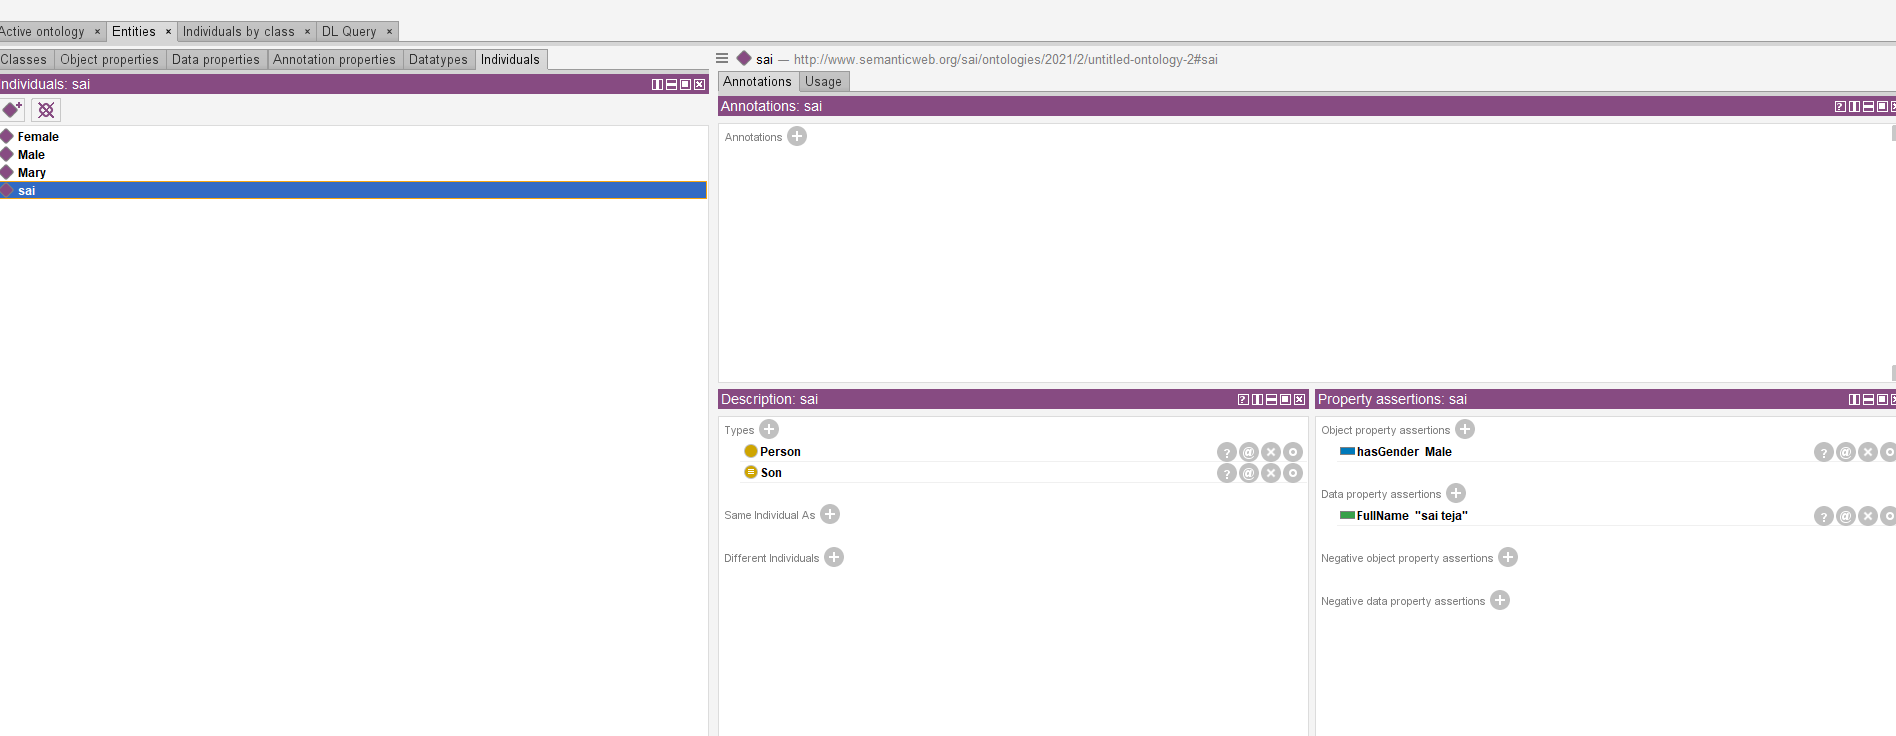 Active ontology × Entities × Individuals by class × DL Query ×
Classes Object properties Data properties Annotation properties Datatypes Individuals
Individuals: sai
Female
Male
Mary
sai
sai — http://www.semanticweb.org/sai/ontologies/2021/2/untitled-ontology-2#sai
Annotations Usage
Annotations: sai
Annotations
Description: sai
Types
Person
Son
Same Individual As
Different Individuals
Property assertions: sai
Object property assertions
hasGender Male
Data property assertions
FullName "sai teja"
Negative object property assertions
Negative data property assertions